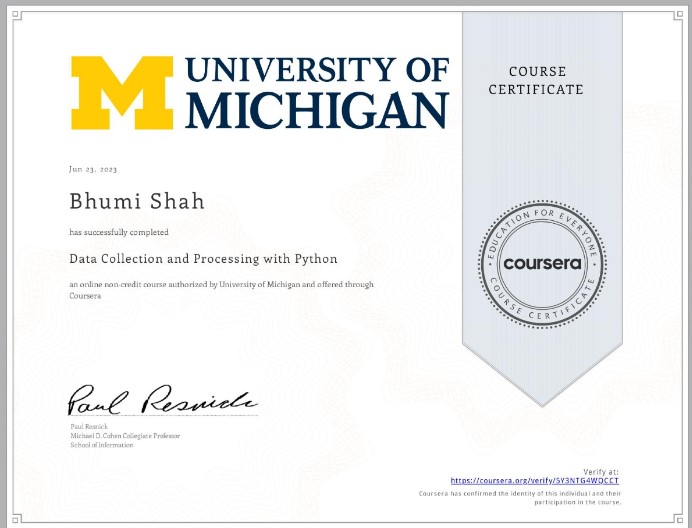 UNIVERSITY OF
MICHIGAN
COURSE
CERTIFICATE
Jun 23, 2023
Bhumi Shah
has successfully completed
Data Collection and Processing with Python
an online non-credit course authorized by University of Michigan and offered through
Coursera
EDUCATION FOR EVERYONE
coursera
COURSE CERTIFICATE
Paul Resnick
Paul Resnick
Michael D. Cohen Collegiate Professor
School of Information
Verify at:
https://coursera.org/verify/5Y3NTG4WQCCT
Coursera has confirmed the identity of this individual and their
participation in the course.